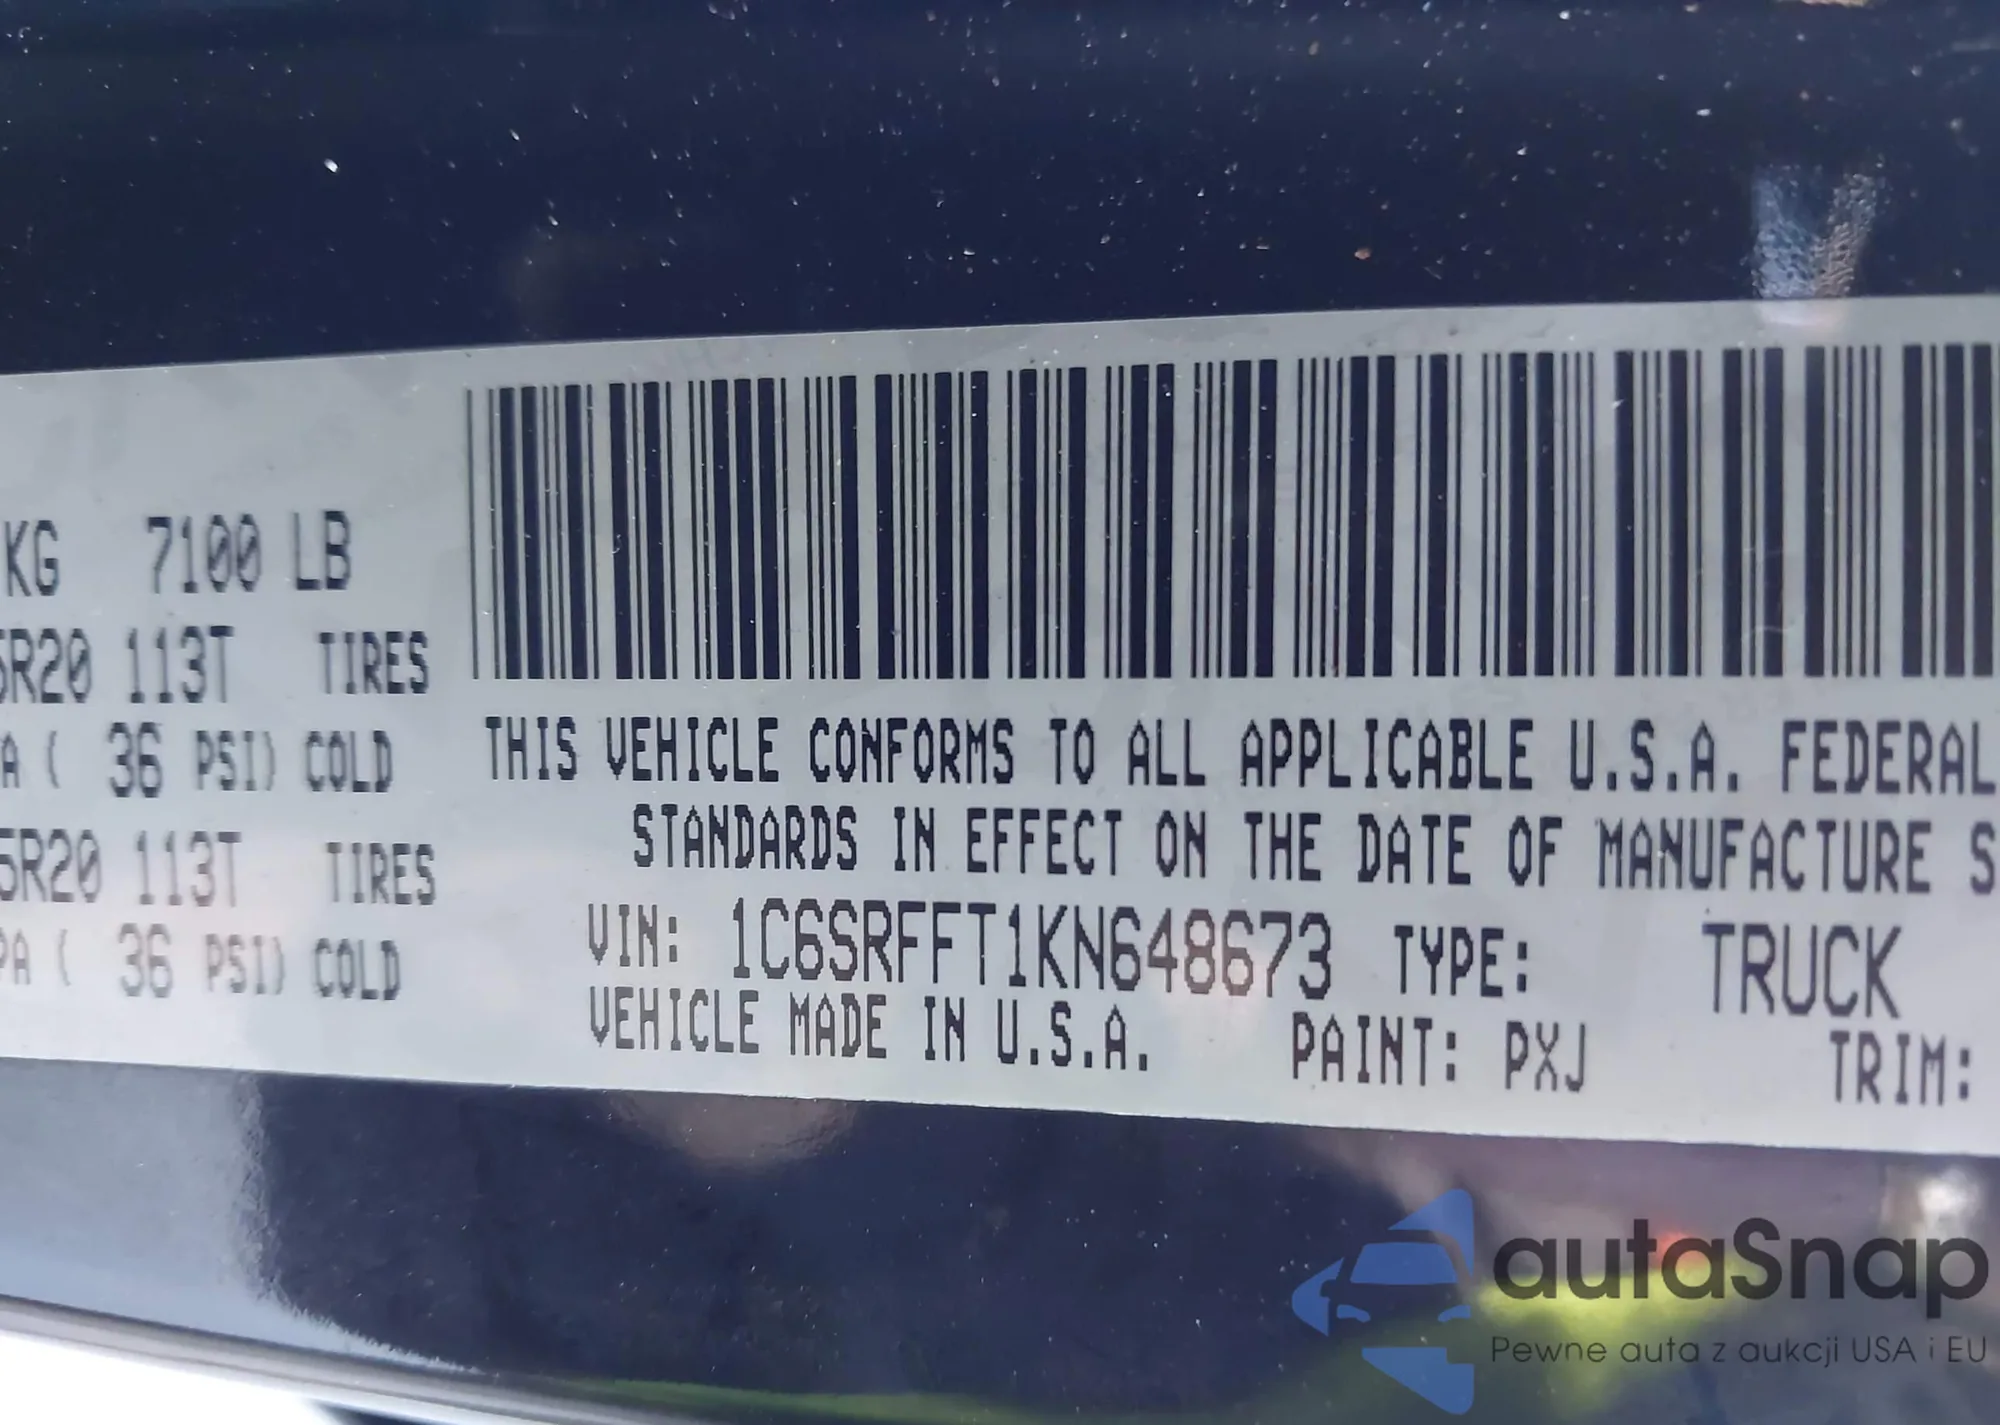 KG 7100 LB
5R20 113T TIRES
A ( 36 PSI) COLD
5R20 113T TIRES
PA ( 36 PSI) COLD
THIS VEHICLE CONFORMS TO ALL APPLICABLE U.S.A. FEDERAL
STANDARDS IN EFFECT ON THE DATE OF MANUFACTURE S
VIN: 1C6SRFFT1KN648673 TYPE: TRUCK
VEHICLE MADE IN U.S.A. PAINT: PXJ TRIM:
autaSnap
Pewne auta z aukcji USA i EU